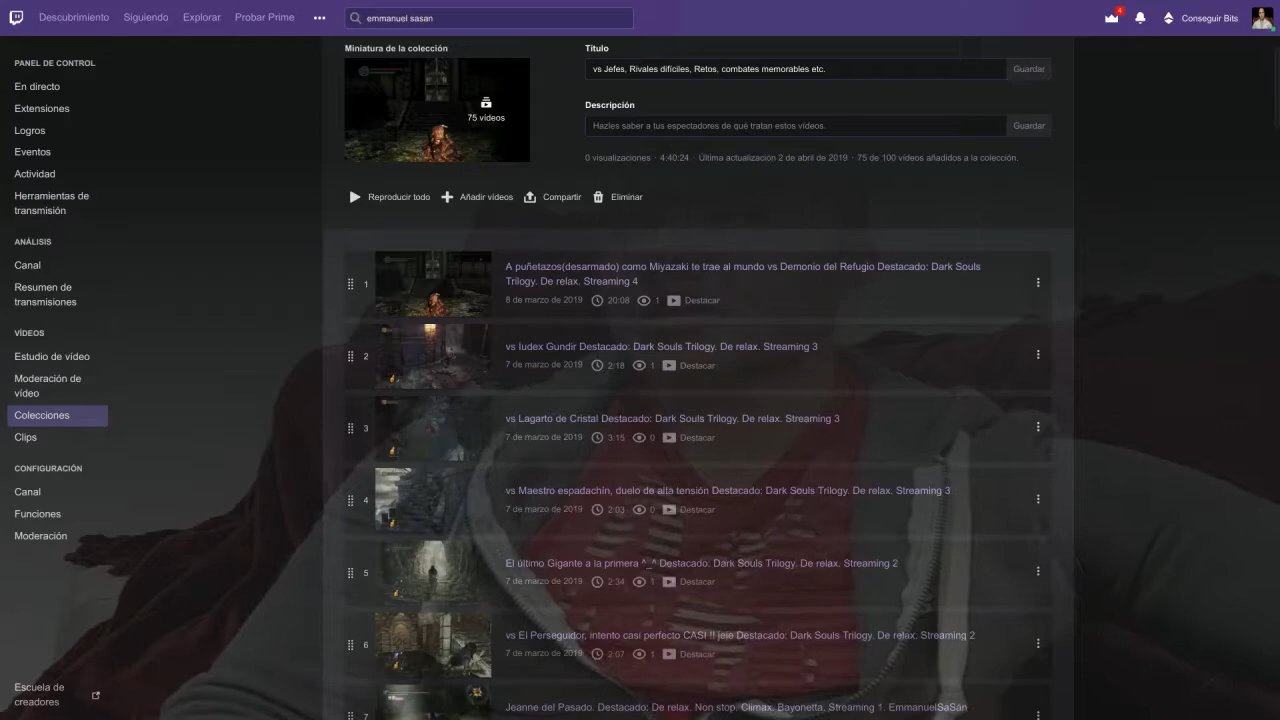 Descubrimiento Siguiendo Explorar Probar Prime ••• emmanuel sasan 4 Conseguir Bits
PANEL DE CONTROL
En directo
Extensiones
Logros
Eventos
Actividad
Herramientas de
transmisión
ANÁLISIS
Canal
Resumen de
transmisiones
VÍDEOS
Estudio de vídeo
Moderación de
vídeo
Colecciones
Clips
CONFIGURACIÓN
Canal
Funciones
Moderación
Escuela de
creadores
Miniatura de la colección
75 vídeos
Título
vs Jefes, Rivales difíciles, Retos, combates memorables etc. Guardar
Descripción
Hazles saber a tus espectadores de qué tratan estos vídeos. Guardar
0 visualizaciones · 4:40:24 · Última actualización 2 de abril de 2019 · 75 de 100 vídeos añadidos a la colección.
Reproducir todo Añadir vídeos Compartir Eliminar
1 A puñetazos(desarmado) como Miyazaki te trae al mundo vs Demonio del Refugio Destacado: Dark Souls
Trilogy. De relax. Streaming 4
8 de marzo de 2019 20:08 1 Destacar
2 vs Iudex Gundir Destacado: Dark Souls Trilogy. De relax. Streaming 3
7 de marzo de 2019 2:18 1 Destacar
3 vs Lagarto de Cristal Destacado: Dark Souls Trilogy. De relax. Streaming 3
7 de marzo de 2019 3:15 0 Destacar
4 vs Maestro espadachín, duelo de alta tensión Destacado: Dark Souls Trilogy. De relax. Streaming 3
7 de marzo de 2019 2:03 0 Destacar
5 El último Gigante a la primera ^_^ Destacado: Dark Souls Trilogy. De relax. Streaming 2
7 de marzo de 2019 2:34 1 Destacar
6 vs El Perseguidor, intento casi perfecto CASI !! jeje Destacado: Dark Souls Trilogy. De relax. Streaming 2
7 de marzo de 2019 2:07 1 Destacar
7 Jeanne del Pasado. Destacado: De relax. Non stop. Climax. Bayonetta. Streaming 1. EmmanuelSaSán